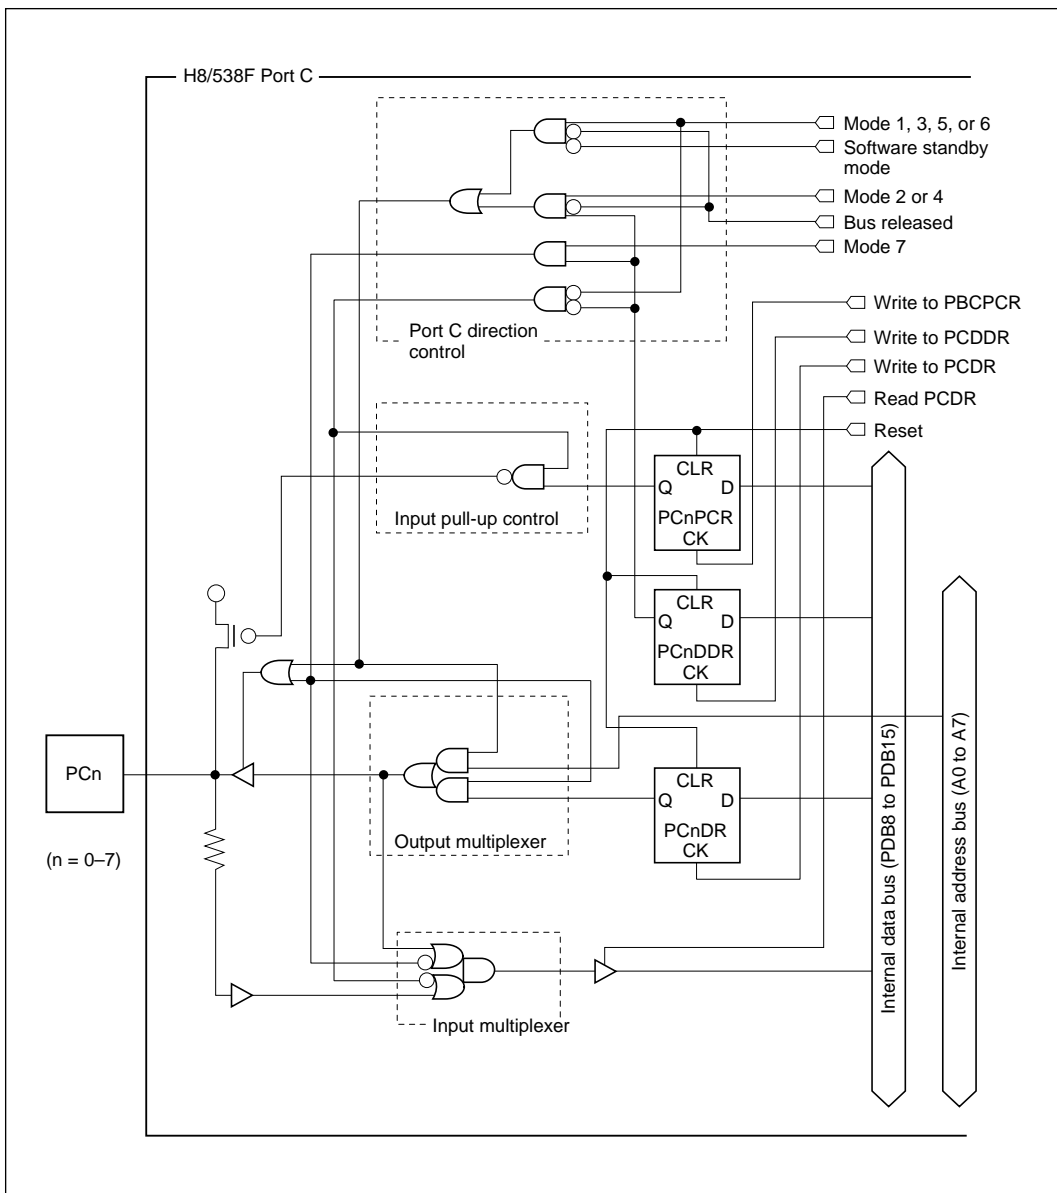 H8/538F Port C
Mode 1, 3, 5, or 6
Software standby
mode
Mode 2 or 4
Bus released
Mode 7
Port C direction
control
Write to PBCPCR
Write to PCDDR
Write to PCDR
Read PCDR
Reset
CLR
Q D
PCnPCR
CK
Input pull-up control
CLR
Q D
PCnDDR
CK
PCn
(n = 0–7)
CLR
Q D
PCnDR
CK
Output multiplexer
Input multiplexer
Internal data bus (PDB8 to PDB15)
Internal address bus (A0 to A7)